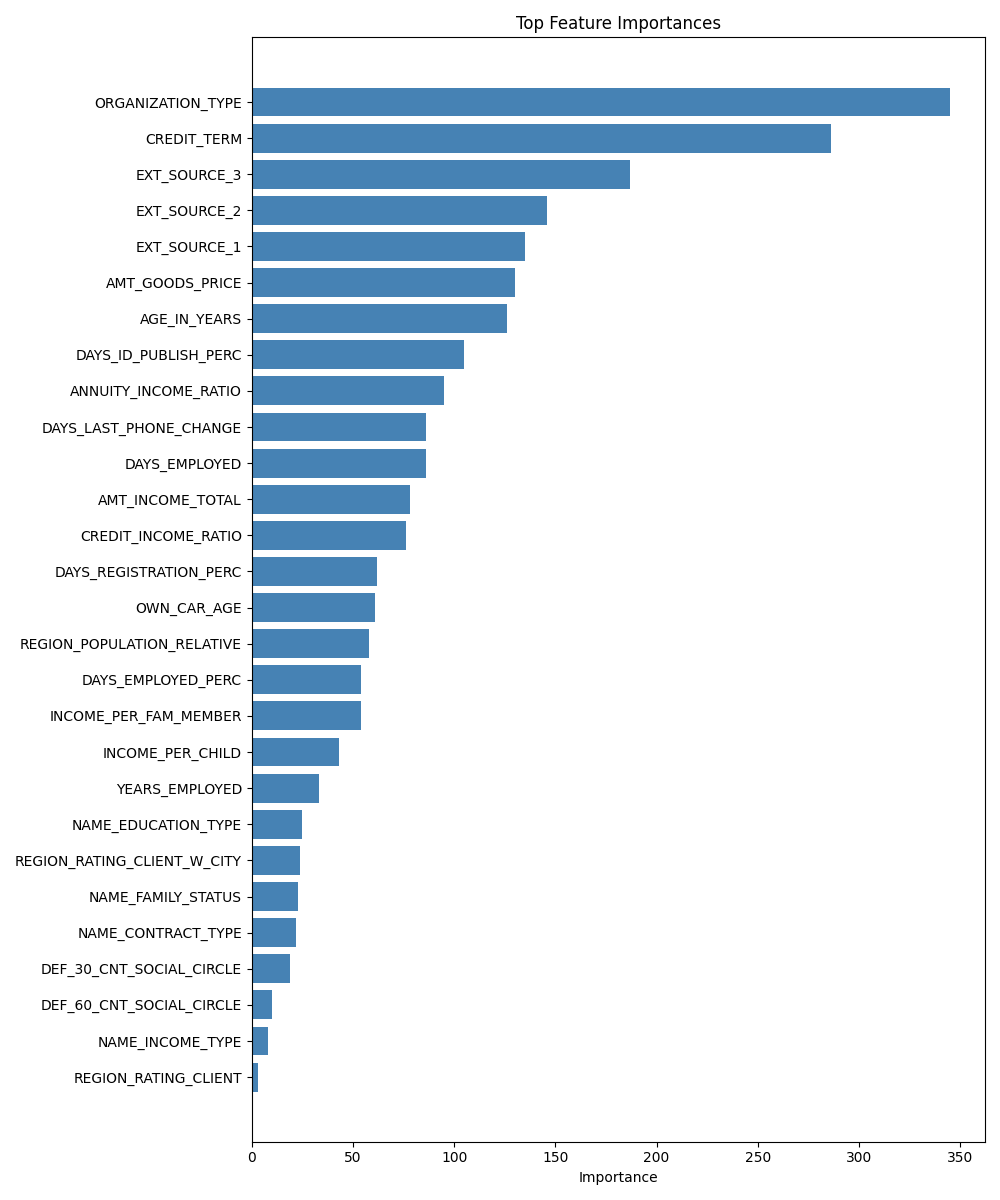 Top Feature Importances
ORGANIZATION_TYPE
CREDIT_TERM
EXT_SOURCE_3
EXT_SOURCE_2
EXT_SOURCE_1
AMT_GOODS_PRICE
AGE_IN_YEARS
DAYS_ID_PUBLISH_PERC
ANNUITY_INCOME_RATIO
DAYS_LAST_PHONE_CHANGE
DAYS_EMPLOYED
AMT_INCOME_TOTAL
CREDIT_INCOME_RATIO
DAYS_REGISTRATION_PERC
OWN_CAR_AGE
REGION_POPULATION_RELATIVE
DAYS_EMPLOYED_PERC
INCOME_PER_FAM_MEMBER
INCOME_PER_CHILD
YEARS_EMPLOYED
NAME_EDUCATION_TYPE
REGION_RATING_CLIENT_W_CITY
NAME_FAMILY_STATUS
NAME_CONTRACT_TYPE
DEF_30_CNT_SOCIAL_CIRCLE
DEF_60_CNT_SOCIAL_CIRCLE
NAME_INCOME_TYPE
REGION_RATING_CLIENT
0 50 100 150 200 250 300 350
Importance